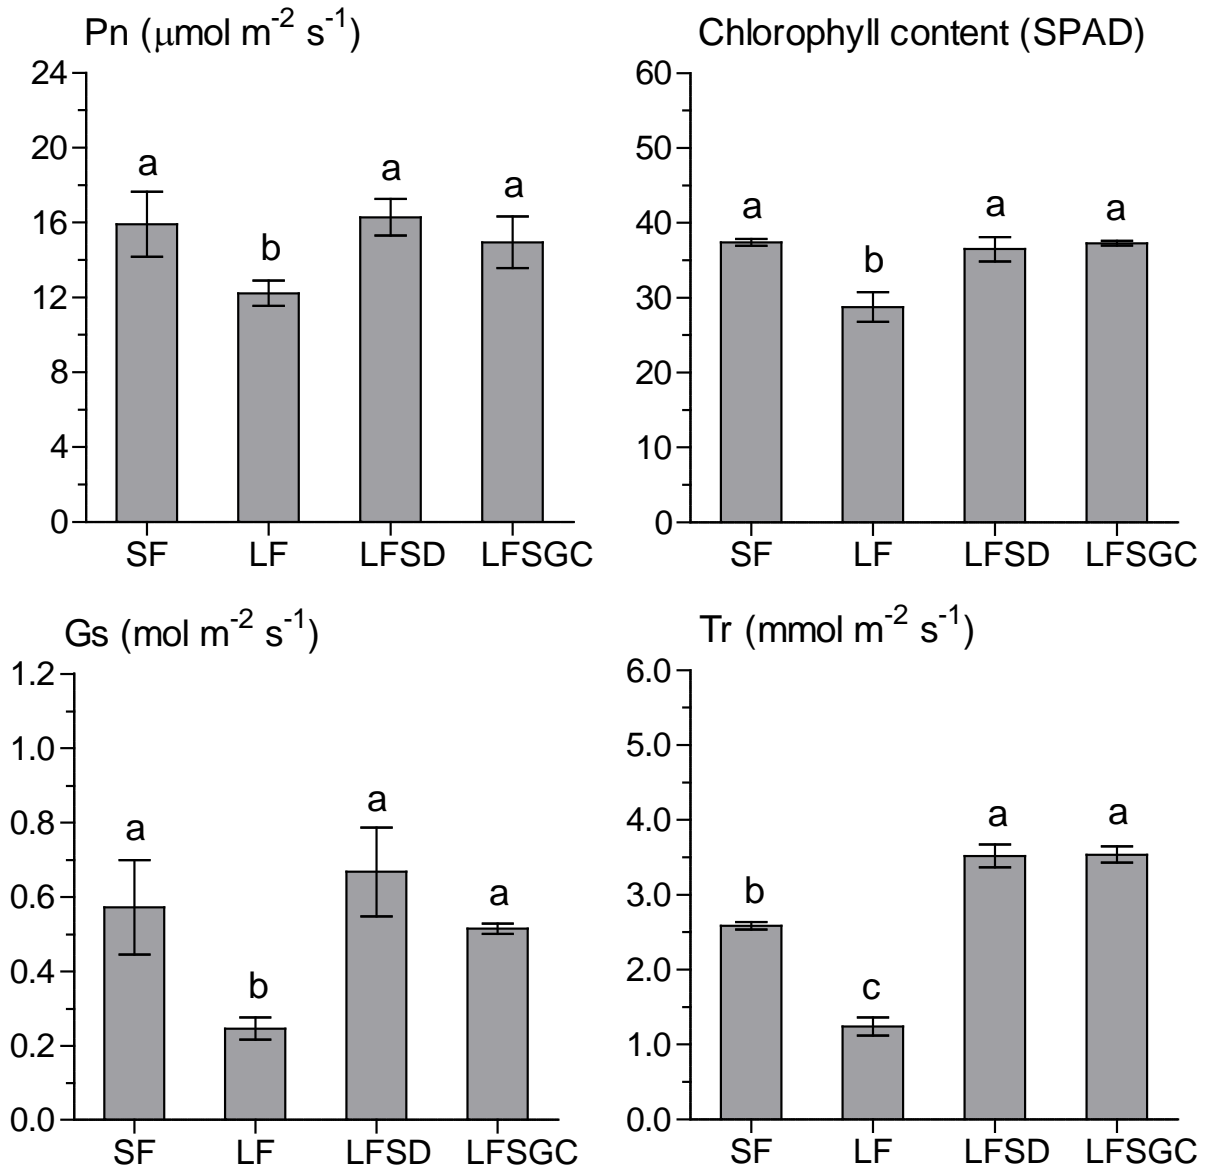 Pn (μmol m⁻² s⁻¹)
24
20
16
12
8
4
0
a
b
a
a
SF LF LFSD LFSGC
Chlorophyll content (SPAD)
60
50
40
30
20
10
0
a
b
a
a
SF LF LFSD LFSGC
Gs (mol m⁻² s⁻¹)
1.2
1.0
0.8
0.6
0.4
0.2
0.0
a
b
a
a
SF LF LFSD LFSGC
Tr (mmol m⁻² s⁻¹)
6.0
5.0
4.0
3.0
2.0
1.0
0.0
b
c
a
a
SF LF LFSD LFSGC